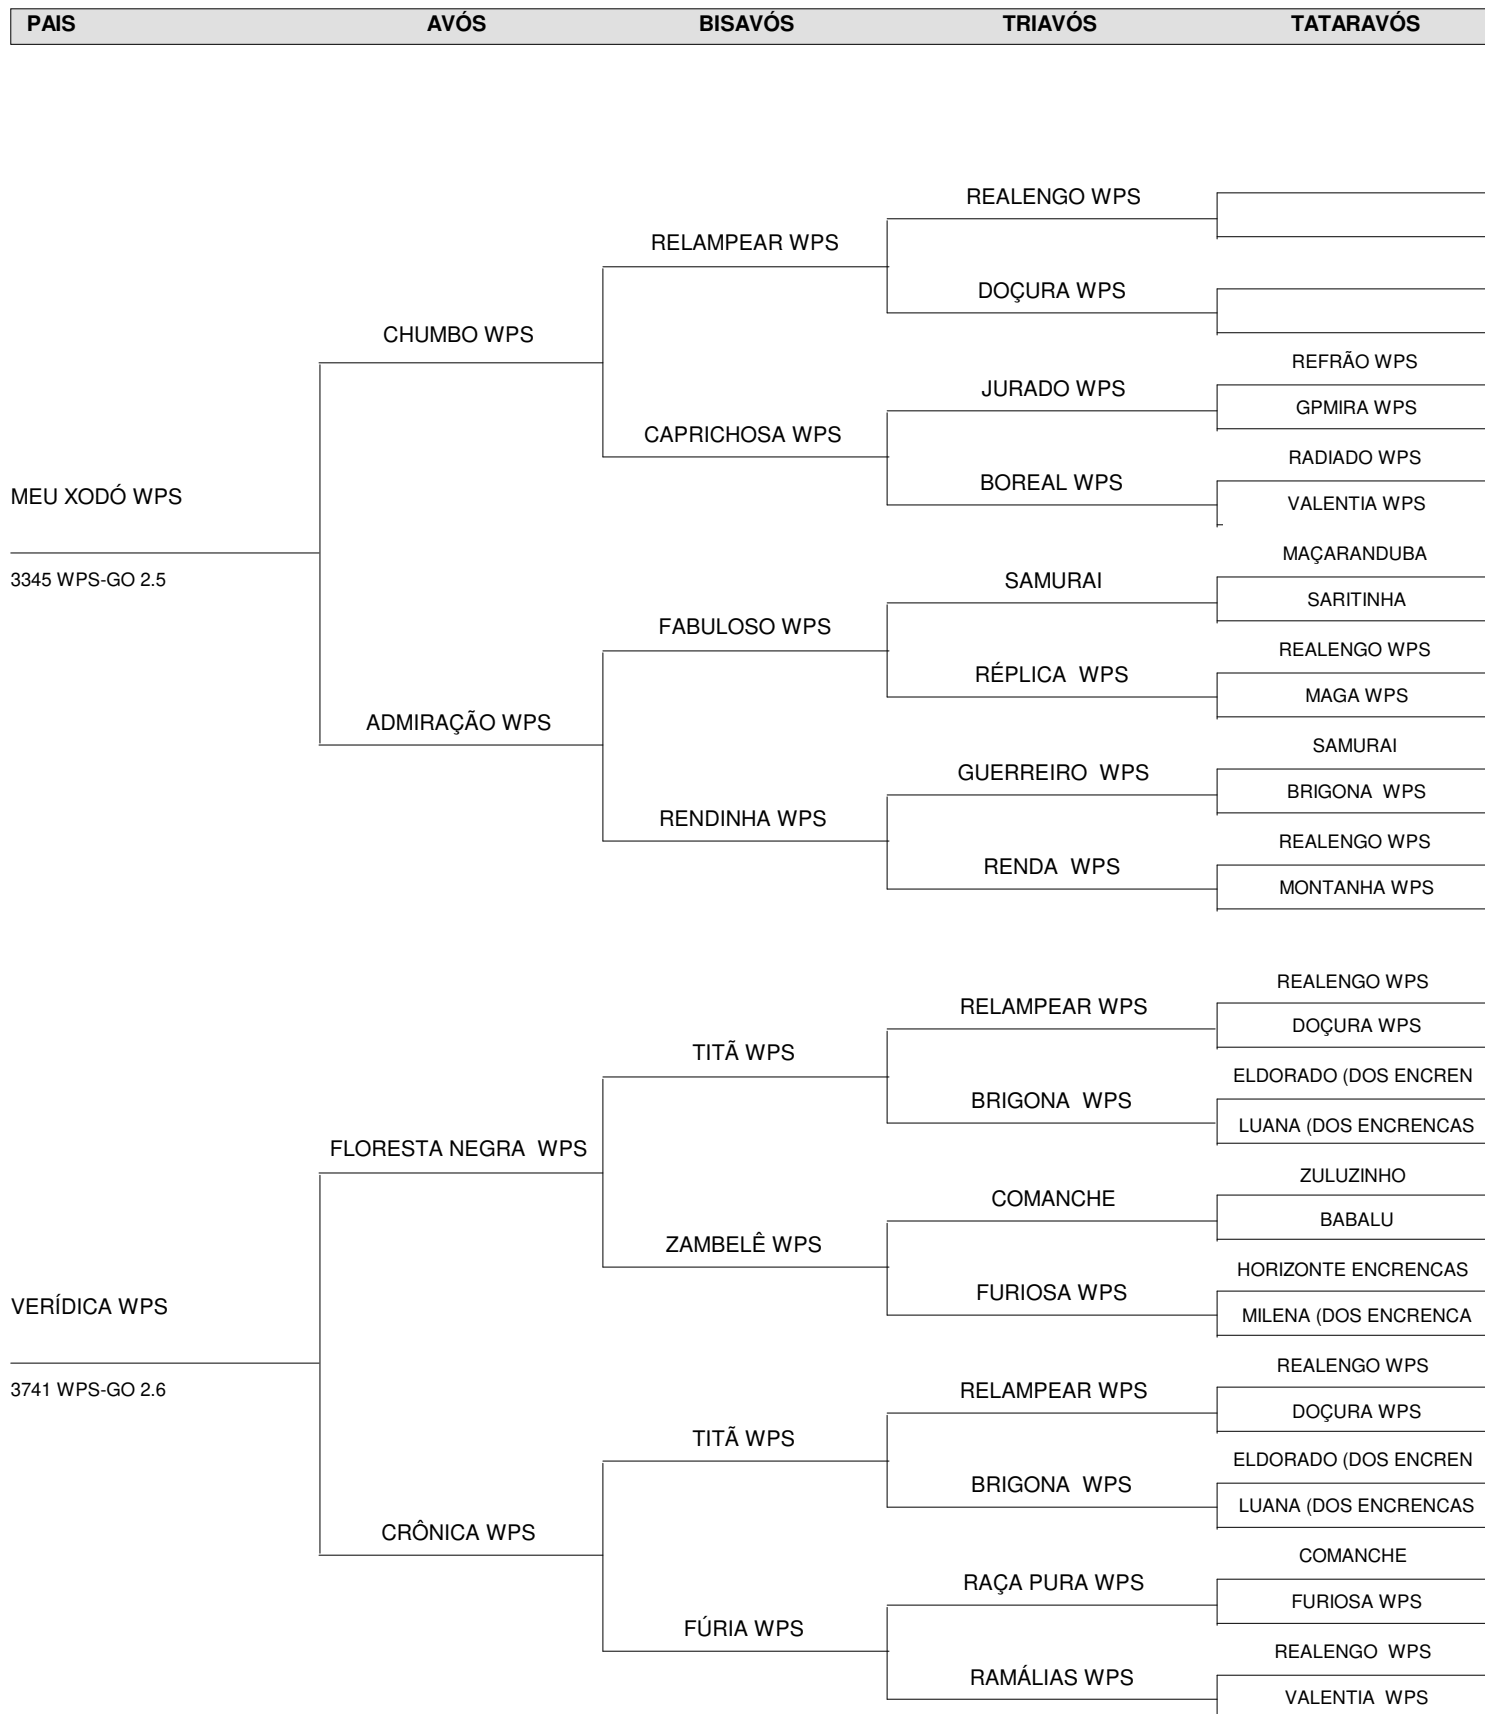 PAIS AVÓS BISAVÓS TRIAVÓS TATARAVÓS
REALENGO WPS
RELAMPEAR WPS
DOÇURA WPS
CHUMBO WPS
REFRÃO WPS
JURADO WPS
GPMIRA WPS
CAPRICHOSA WPS
RADIADO WPS
BOREAL WPS
MEU XODÓ WPS
VALENTIA WPS
MAÇARANDUBA
3345 WPS-GO 2.5
SAMURAI
SARITINHA
FABULOSO WPS
REALENGO WPS
RÉPLICA WPS
MAGA WPS
ADMIRAÇÃO WPS
SAMURAI
GUERREIRO WPS
BRIGONA WPS
RENDINHA WPS
REALENGO WPS
RENDA WPS
MONTANHA WPS
REALENGO WPS
RELAMPEAR WPS
DOÇURA WPS
TITÃ WPS
ELDORADO (DOS ENCREN
BRIGONA WPS
LUANA (DOS ENCRENCAS
FLORESTA NEGRA WPS
ZULUZINHO
COMANCHE
BABALU
ZAMBELÊ WPS
HORIZONTE ENCRENCAS
FURIOSA WPS
VERÍDICA WPS
MILENA (DOS ENCRENCA
REALENGO WPS
3741 WPS-GO 2.6
RELAMPEAR WPS
DOÇURA WPS
TITÃ WPS
ELDORADO (DOS ENCREN
BRIGONA WPS
LUANA (DOS ENCRENCAS
CRÔNICA WPS
COMANCHE
RAÇA PURA WPS
FURIOSA WPS
FÚRIA WPS
REALENGO WPS
RAMÁLIAS WPS
VALENTIA WPS